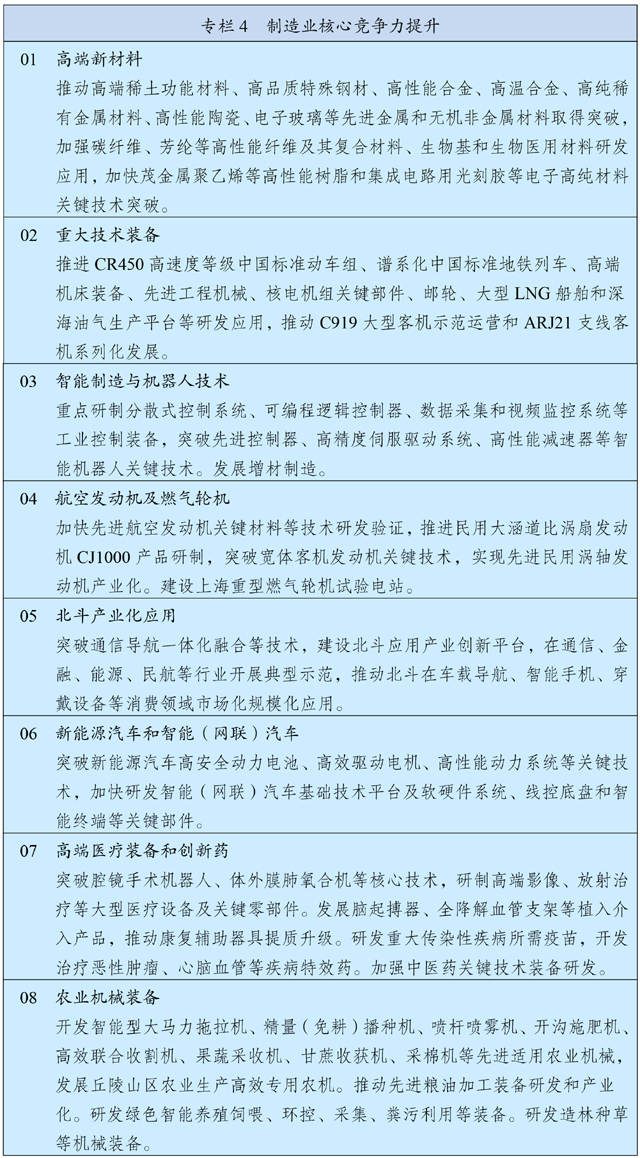 专栏4 制造业核心竞争力提升
01 高端新材料
推动高端稀土功能材料、高品质特殊钢材、高性能合金、高温合金、高纯稀
有金属材料、高性能陶瓷、电子玻璃等先进金属和无机非金属材料取得突破，
加强碳纤维、芳纶等高性能纤维及其复合材料、生物基和生物医用材料研发
应用，加快茂金属聚乙烯等高性能树脂和集成电路用光刻胶等电子高纯材料
关键技术突破。
02 重大技术装备
推进 CR450 高速度等级中国标准动车组、谱系化中国标准地铁列车、高端
机床装备、先进工程机械、核电机组关键部件、邮轮、大型 LNG 船舶和深
海油气生产平台等研发应用，推动 C919 大型客机示范运营和 ARJ21 支线客
机系列化发展。
03 智能制造与机器人技术
重点研制分散式控制系统、可编程逻辑控制器、数据采集和视频监控系统等
工业控制装备，突破先进控制器、高精度伺服驱动系统、高性能减速器等智
能机器人关键技术。发展增材制造。
04 航空发动机及燃气轮机
加快先进航空发动机关键材料等技术研发验证，推进民用大涵道比涡扇发动
机 CJ1000 产品研制，突破宽体客机发动机关键技术，实现先进民用涡轴发
动机产业化。建设上海重型燃气轮机试验电站。
05 北斗产业化应用
突破通信导航一体化融合等技术，建设北斗应用产业创新平台，在通信、金
融、能源、民航等行业开展典型示范，推动北斗在车载导航、智能手机、穿
戴设备等消费领域市场化规模化应用。
06 新能源汽车和智能（网联）汽车
突破新能源汽车高安全动力电池、高效驱动电机、高性能动力系统等关键技
术，加快研发智能（网联）汽车基础技术平台及软硬件系统、线控底盘和智
能终端等关键部件。
07 高端医疗装备和创新药
突破腔镜手术机器人、体外膜肺氧合机等核心技术，研制高端影像、放射治
疗等大型医疗设备及关键零部件。发展脑起搏器、全降解血管支架等植入介
入产品，推动康复辅助器具提质升级。研发重大传染性疾病所需疫苗，开发
治疗恶性肿瘤、心脑血管等疾病特效药。加强中医药关键技术装备研发。
08 农业机械装备
开发智能型大马力拖拉机、精量（免耕）播种机、喷杆喷雾机、开沟施肥机、
高效联合收割机、果蔬采收机、甘蔗收获机、采棉机等先进适用农业机械，
发展丘陵山区农业生产高效专用农机。推动先进粮油加工装备研发和产业
化。研发绿色智能养殖饲喂、环控、采集、粪污利用等装备。研发造林种草
等机械装备。